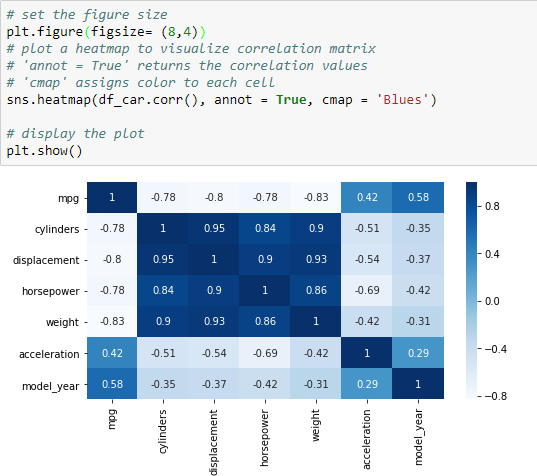 # set the figure size
plt.figure(figsize= (8,4))
# plot a heatmap to visualize correlation matrix
# 'annot = True' returns the correlation values
# 'cmap' assigns color to each cell
sns.heatmap(df_car.corr(), annot = True, cmap = 'Blues')
# display the plot
plt.show()
mpg 1 -0.78 -0.8 -0.78 -0.83 0.42 0.58
cylinders -0.78 1 0.95 0.84 0.9 -0.51 -0.35
displacement -0.8 0.95 1 0.9 0.93 -0.54 -0.37
horsepower -0.78 0.84 0.9 1 0.86 -0.69 -0.42
weight -0.83 0.9 0.93 0.86 1 -0.42 -0.31
acceleration 0.42 -0.51 -0.54 -0.69 -0.42 1 0.29
model_year 0.58 -0.35 -0.37 -0.42 -0.31 0.29 1
mpg
cylinders
displacement
horsepower
weight
acceleration
model_year
0.8
0.4
0.0
−0.4
−0.8